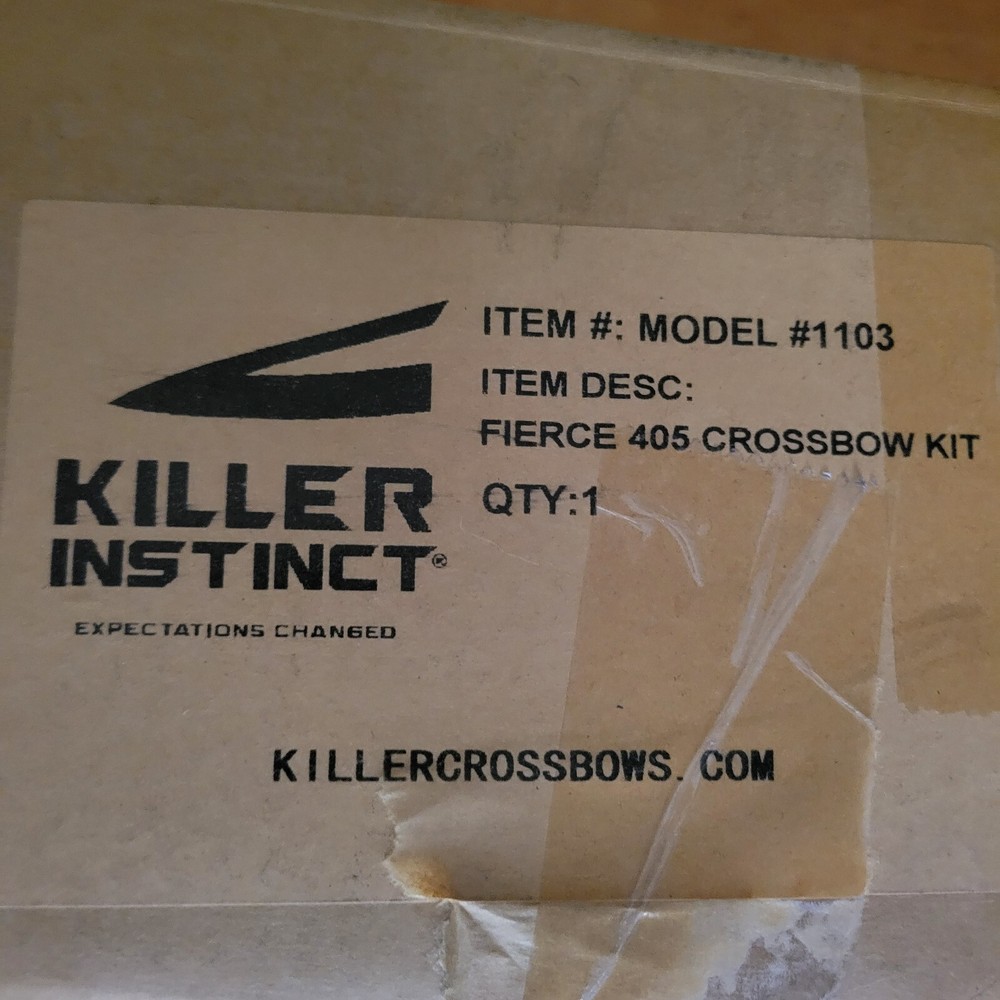 KILLER
INSTINCT®
EXPECTATIONS CHANGED
ITEM #: MODEL #1103
ITEM DESC:
FIERCE 405 CROSSBOW KIT
QTY:1
KILLERCROSSBOWS.COM